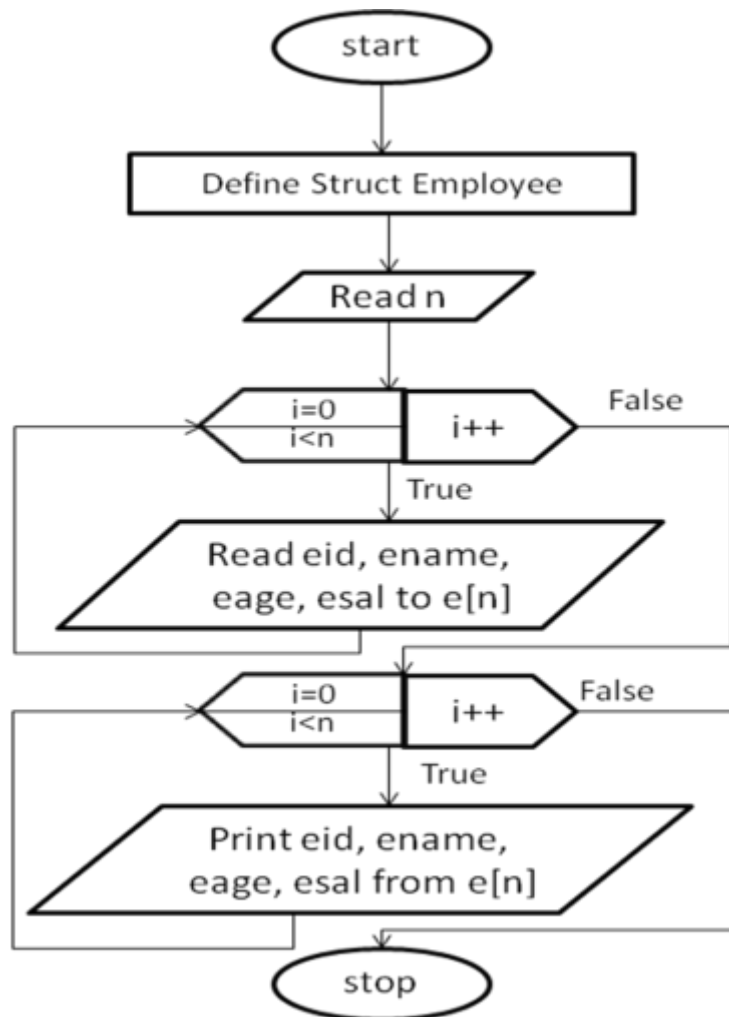 start
Define Struct Employee
Read n
i=0
i<n
i++
False
True
Read eid, ename,
eage, esal to e[n]
i=0
i<n
i++
False
True
Print eid, ename,
eage, esal from e[n]
stop